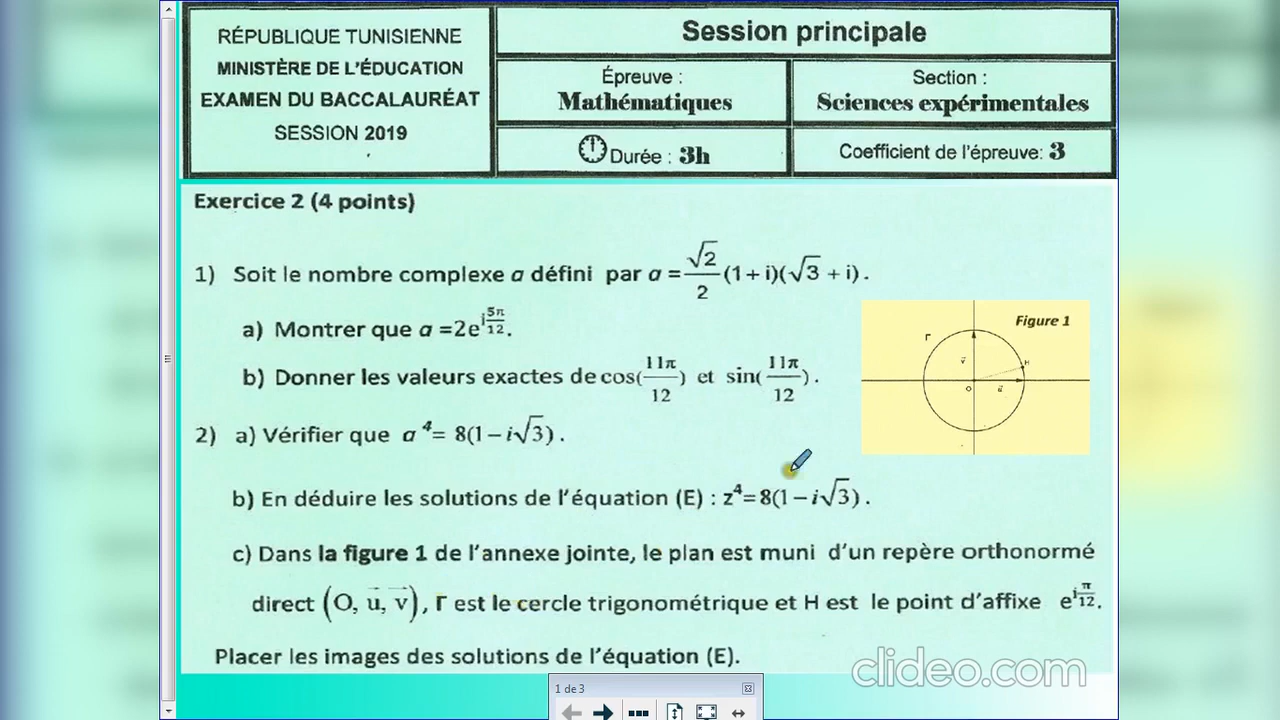 RÉPUBLIQUE TUNISIENNE
MINISTÈRE DE L'ÉDUCATION
EXAMEN DU BACCALAURÉAT
SESSION 2019
Session principale
Épreuve :
Mathématiques
Section :
Sciences expérimentales
Durée : 3h
Coefficient de l'épreuve: 3
Exercice 2 (4 points)
1) Soit le nombre complexe a défini par a = √2/2 (1 + i)(√3 + i) .
a) Montrer que a = 2e^(i5π/12).
b) Donner les valeurs exactes de cos(11π/12) et sin(11π/12) .
Figure 1
Γ
v
H
O
u
2) a) Vérifier que a^4 = 8(1 − i√3) .
b) En déduire les solutions de l'équation (E) : z^4 = 8(1 − i√3) .
c) Dans la figure 1 de l'annexe jointe, le plan est muni d'un repère orthonormé
direct (O, u, v) , Γ est le cercle trigonométrique et H est le point d'affixe e^(iπ/12).
Placer les images des solutions de l'équation (E).
clideo.com
1 de 3